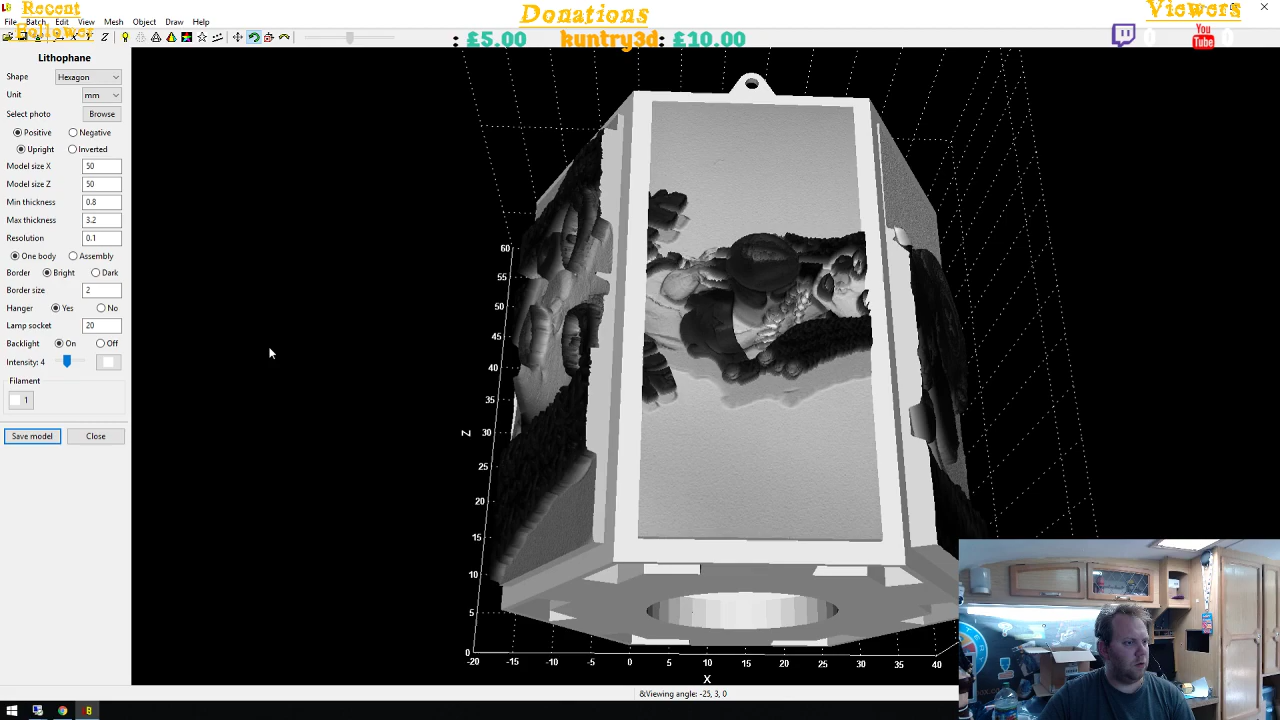 Recent
Follower
Donations
Viewers
: £5.00 kuntry3d: £10.00
0 You Tube 0
File Batch Edit View Mesh Object Draw Help
Lithophane
Shape Hexagon
Unit mm
Select photo Browse
Positive Negative
Upright Inverted
Model size X 50
Model size Z 50
Min thickness 0.8
Max thickness 3.2
Resolution 0.1
One body Assembly
Border Bright Dark
Border size 2
Hanger Yes No
Lamp socket 20
Backlight On Off
Intensity: 4
Filament
1
Save model Close
60
55
50
45
40
35
30
25
20
15
10
5
0
Z
-20 -15 -10 -5 0 5 10 15 20 25 30 35 40
X
&Viewing angle: -25, 3, 0